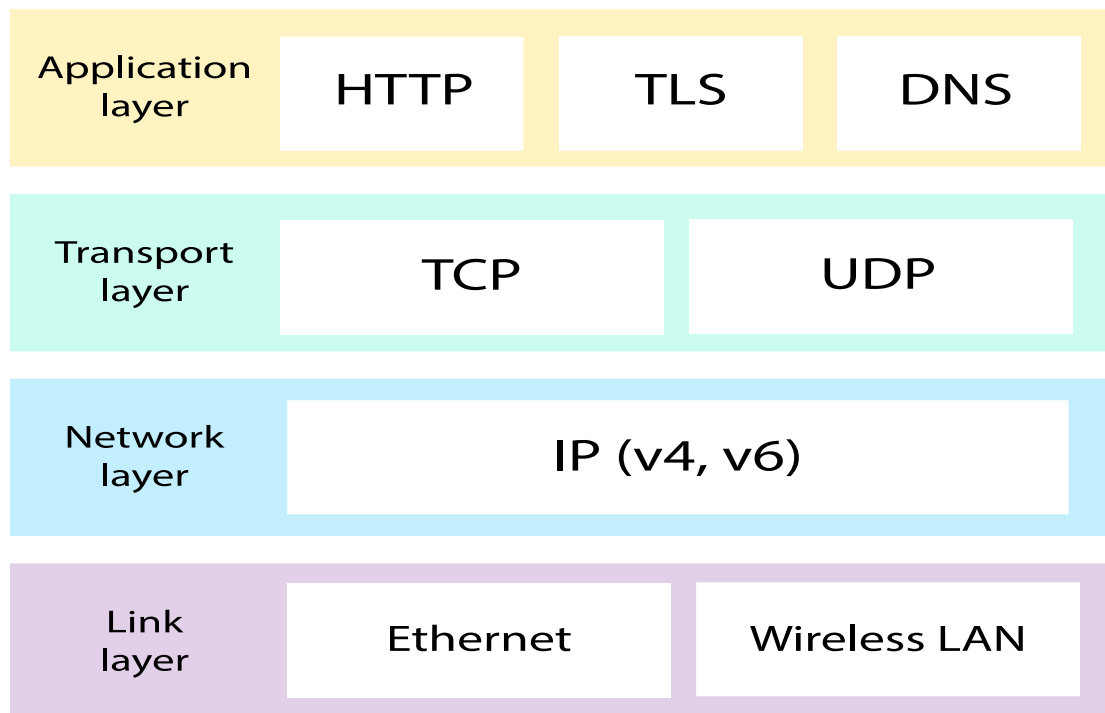 Application
layer
HTTP
TLS
DNS
Transport
layer
TCP
UDP
Network
layer
IP (v4, v6)
Link
layer
Ethernet
Wireless LAN